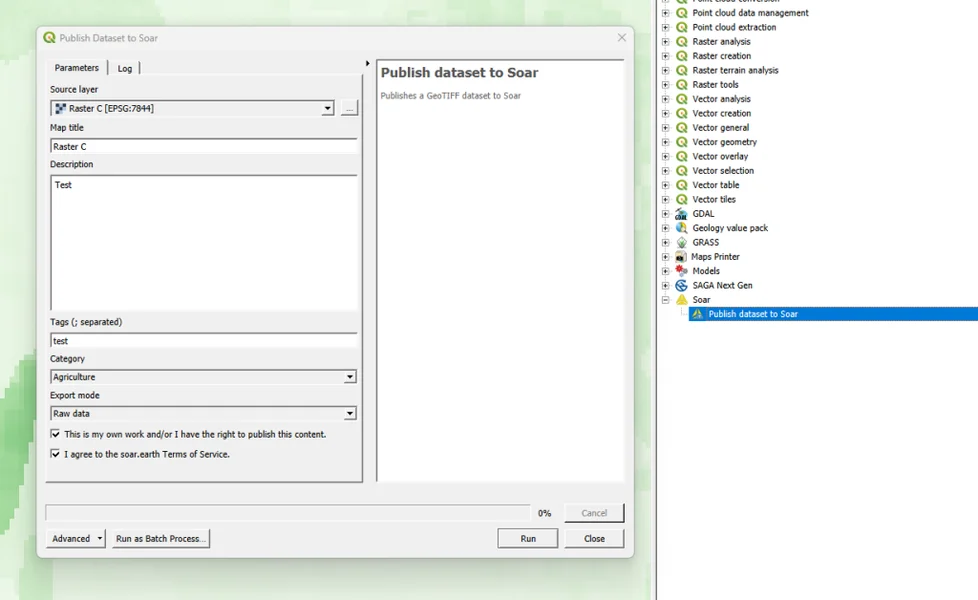 Publish Dataset to Soar
Parameters
Log
Source layer
Raster C [EPSG:7844]
...
Map title
Raster C
Description
Test
Tags (; separated)
test
Category
Agriculture
Export mode
Raw data
This is my own work and/or I have the right to publish this content.
I agree to the soar.earth Terms of Service.
Publish dataset to Soar
Publishes a GeoTIFF dataset to Soar
0%
Cancel
Advanced
Run as Batch Process...
Run
Close
Point cloud conversion
Point cloud data management
Point cloud extraction
Raster analysis
Raster creation
Raster terrain analysis
Raster tools
Vector analysis
Vector creation
Vector general
Vector geometry
Vector overlay
Vector selection
Vector table
Vector tiles
GDAL
Geology value pack
GRASS
Maps Printer
Models
SAGA Next Gen
Soar
Publish dataset to Soar